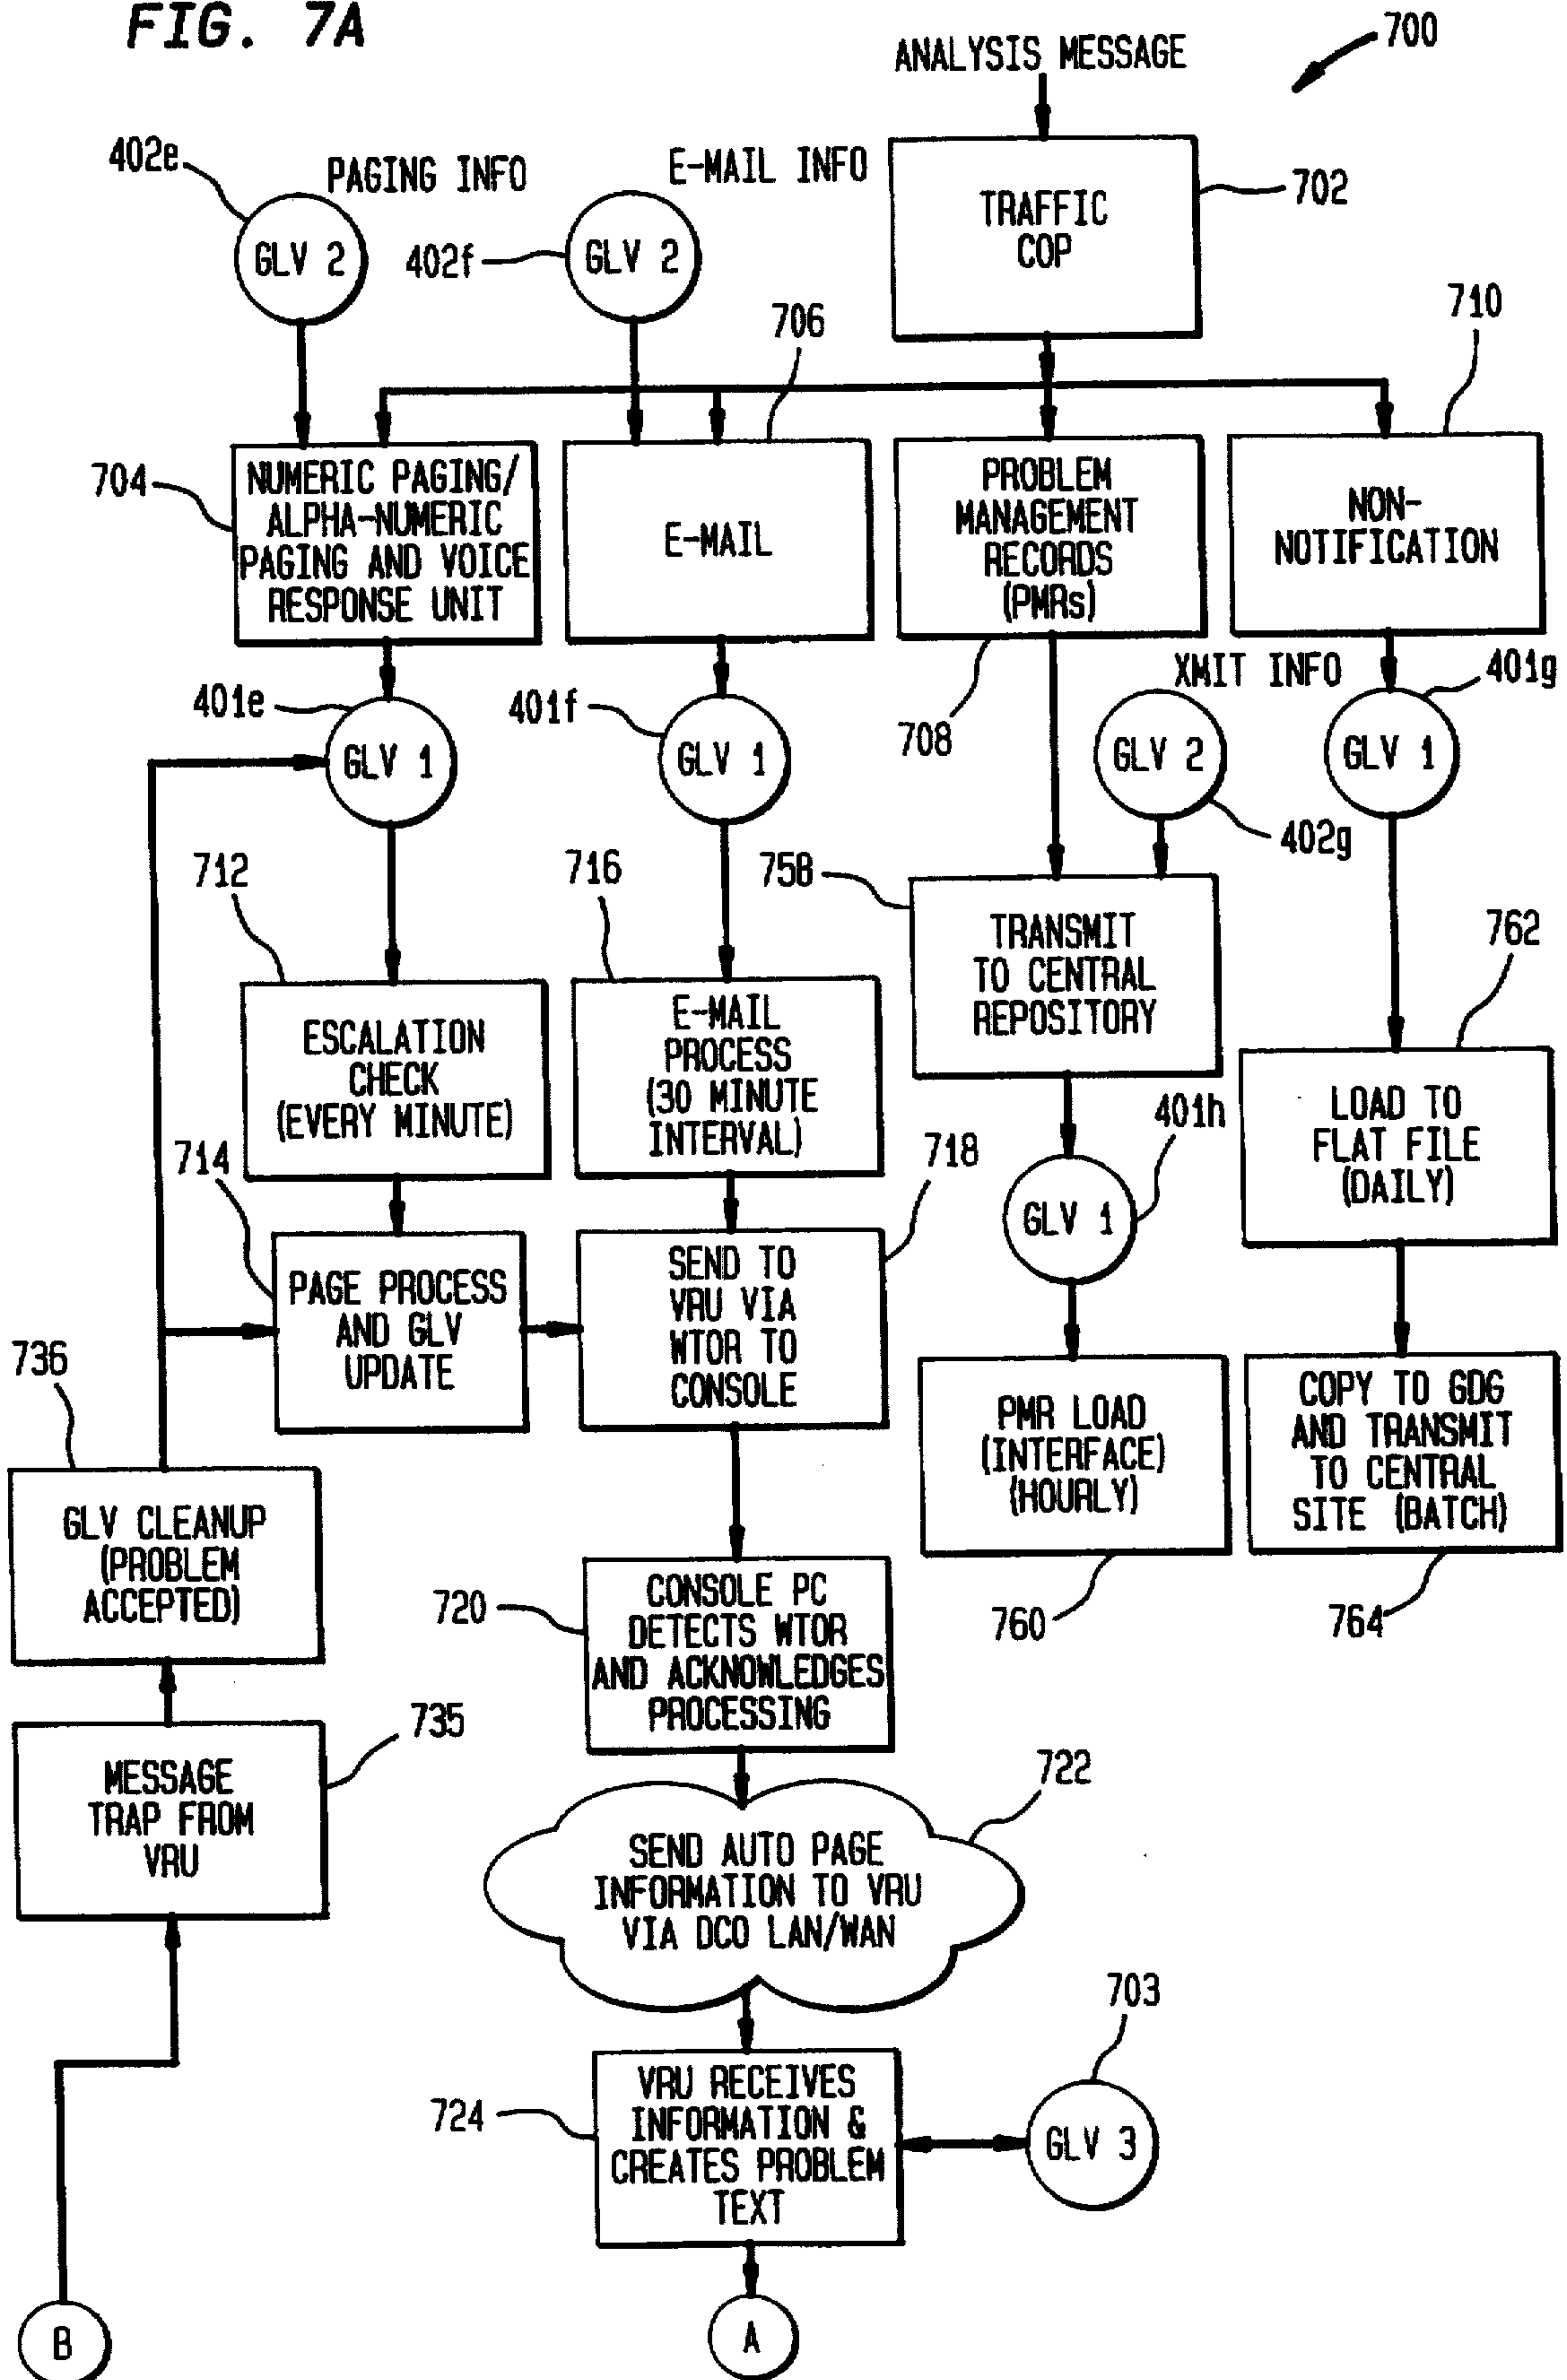 FIG. 7A
700
ANALYSIS MESSAGE
402e
PAGING INFO
E-MAIL INFO
702
TRAFFIC
COP
GLV 2
402f
GLV 2
706
710
704
NUMERIC PAGING/
ALPHA-NUMERIC
PAGING AND VOICE
RESPONSE UNIT
E-MAIL
PROBLEM
MANAGEMENT
RECORDS
(PMRs)
NON-
NOTIFICATION
401e
GLV 1
401f
GLV 1
708
XMIT INFO
GLV 2
402g
401g
GLV 1
712
716
758
762
ESCALATION
CHECK
(EVERY MINUTE)
E-MAIL
PROCESS
(30 MINUTE
INTERVAL)
TRANSMIT
TO CENTRAL
REPOSITORY
LOAD TO
FLAT FILE
(DAILY)
714
718
401h
GLV 1
PAGE PROCESS
AND GLV
UPDATE
SEND TO
VRU VIA
WTOR TO
CONSOLE
PMR LOAD
(INTERFACE)
(HOURLY)
COPY TO GDG
AND TRANSMIT
TO CENTRAL
SITE (BATCH)
736
GLV CLEANUP
(PROBLEM
ACCEPTED)
720
CONSOLE PC
DETECTS WTOR
AND ACKNOWLEDGES
PROCESSING
760
764
735
MESSAGE
TRAP FROM
VRU
722
SEND AUTO PAGE
INFORMATION TO VRU
VIA DCO LAN/WAN
703
724
VRU RECEIVES
INFORMATION &
CREATES PROBLEM
TEXT
GLV 3
B
A